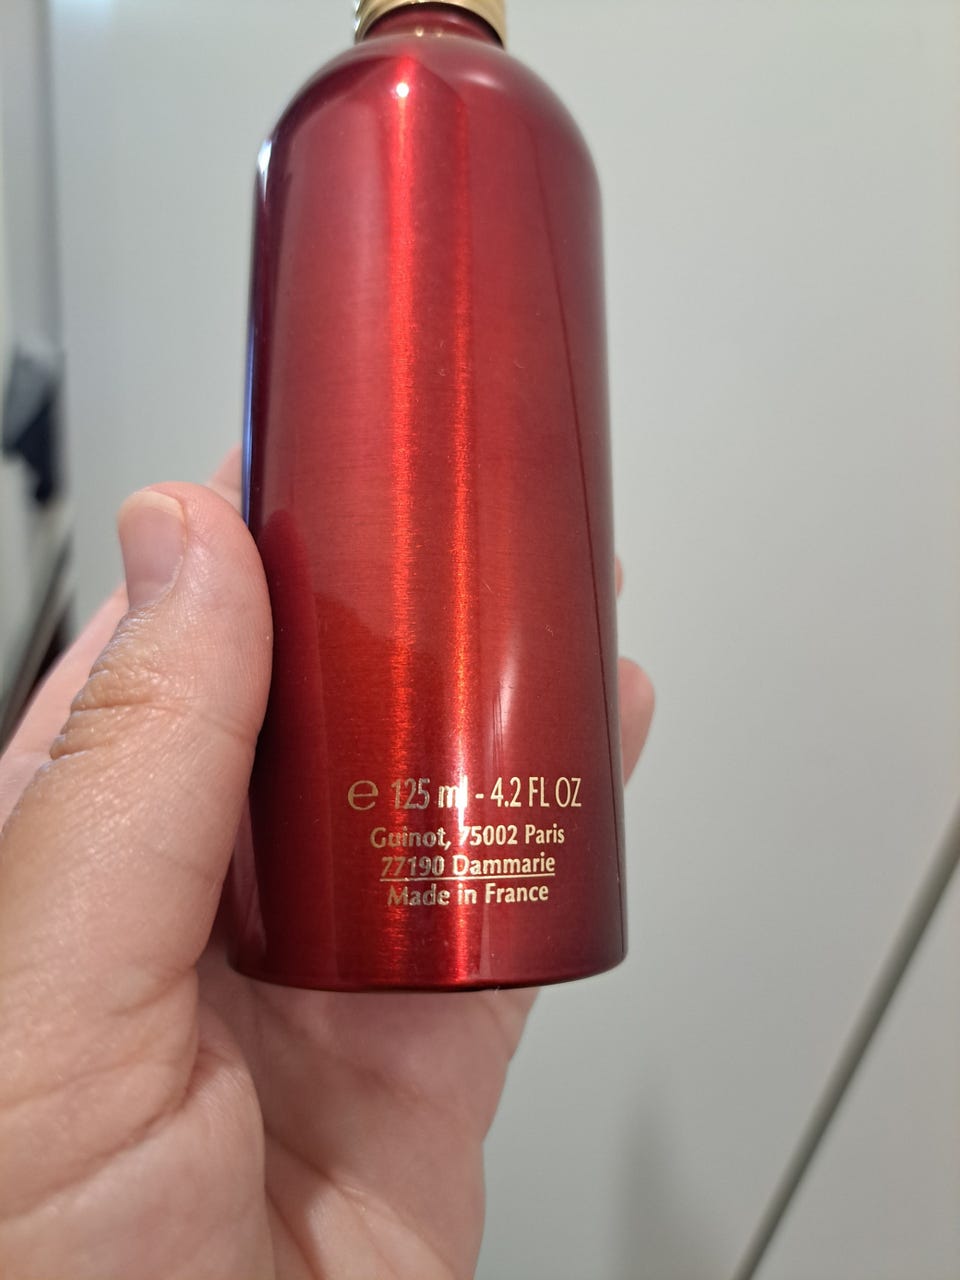 ℮ 125 ml - 4.2 FL OZ
Guinot, 75002 Paris
77190 Dammarie
Made in France